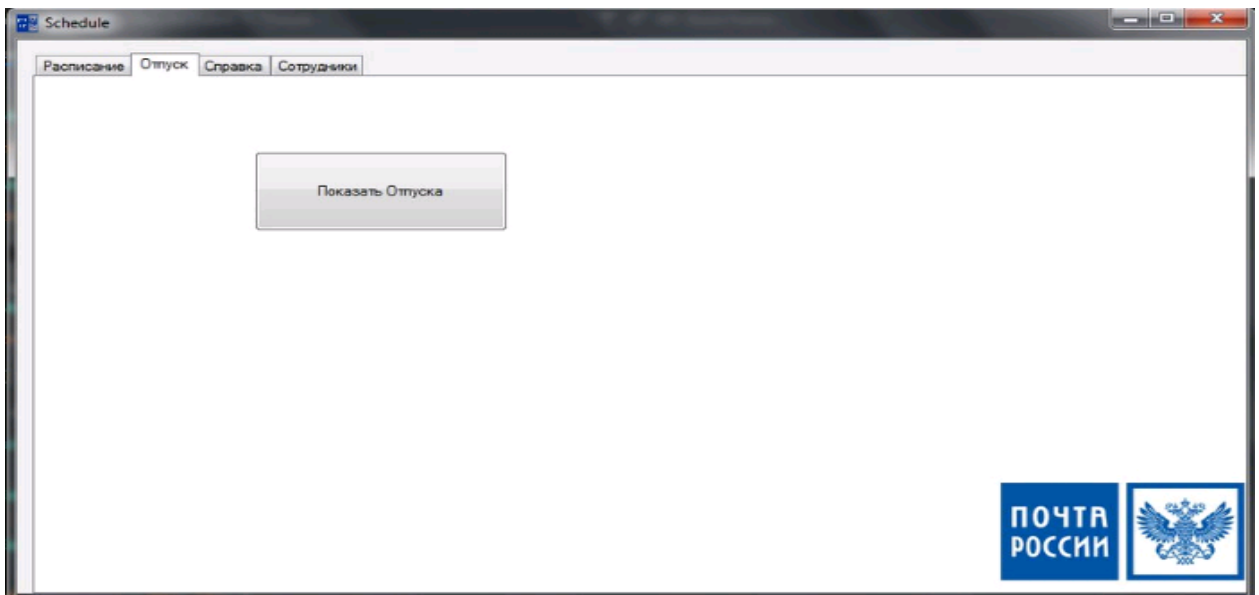 Schedule
Расписание Отпуск Справка Сотрудники
Показать Отпуска
ПОЧТА
РОССИИ